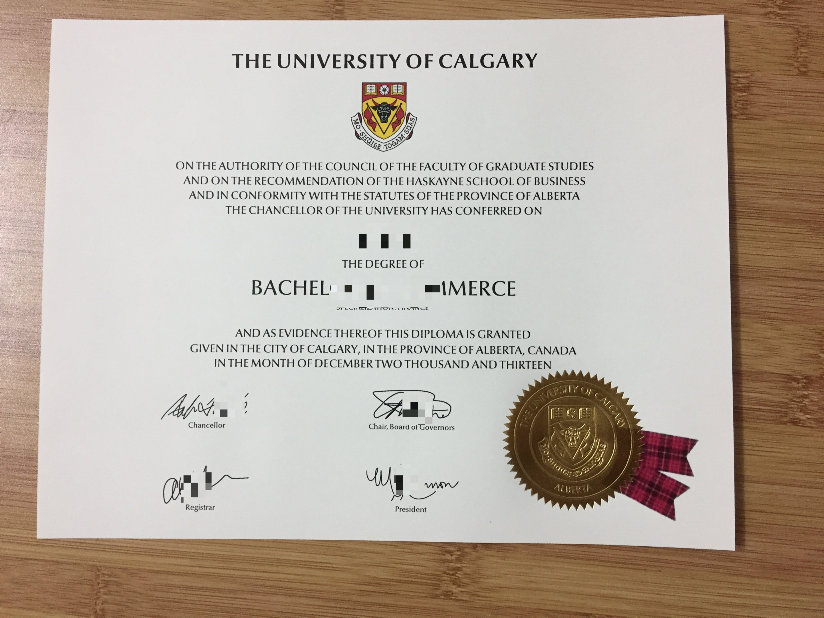 THE UNIVERSITY OF CALGARY
ON THE AUTHORITY OF THE COUNCIL OF THE FACULTY OF GRADUATE STUDIES
AND ON THE RECOMMENDATION OF THE HASKAYNE SCHOOL OF BUSINESS
AND IN CONFORMITY WITH THE STATUTES OF THE PROVINCE OF ALBERTA
THE CHANCELLOR OF THE UNIVERSITY HAS CONFERRED ON
THE DEGREE OF
AND AS EVIDENCE THEREOF THIS DIPLOMA IS GRANTED
GIVEN IN THE CITY OF CALGARY, IN THE PROVINCE OF ALBERTA, CANADA
IN THE MONTH OF DECEMBER TWO THOUSAND AND THIRTEEN
Chancellor
Chair, Board of Governors
Registrar
President
THE UNIVERSITY OF CALGARY
ALBERTA